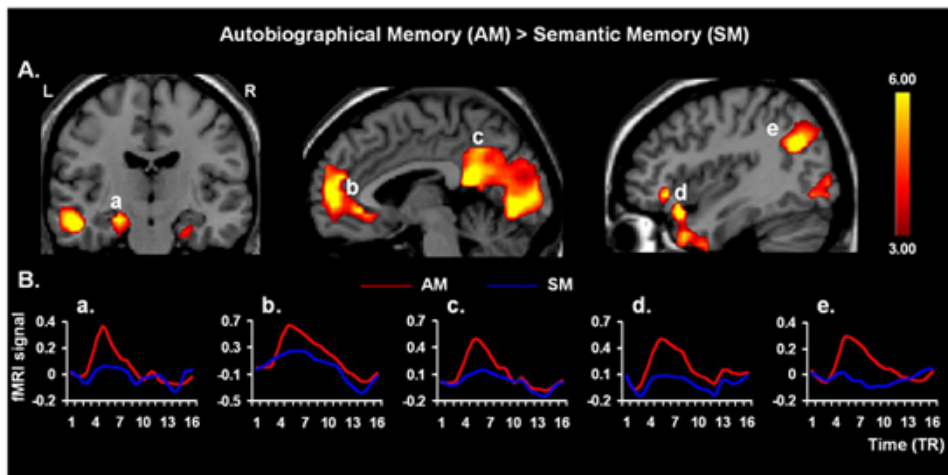 Autobiographical Memory (AM) > Semantic Memory (SM)
A.
L
R
a
b
c
d
e
6.00
3.00
B.
AM
SM
a.
b.
c.
d.
e.
fMRI signal
0.4
0.2
0
-0.2
1 4 7 10 13 16
0.7
0.3
-0.1
-0.5
1 4 7 10 13 16
0.7
0.4
0.1
-0.2
1 4 7 10 13 16
0.7
0.4
0.1
-0.2
1 4 7 10 13 16
0.4
0.2
0
-0.2
1 4 7 10 13 16
Time (TR)